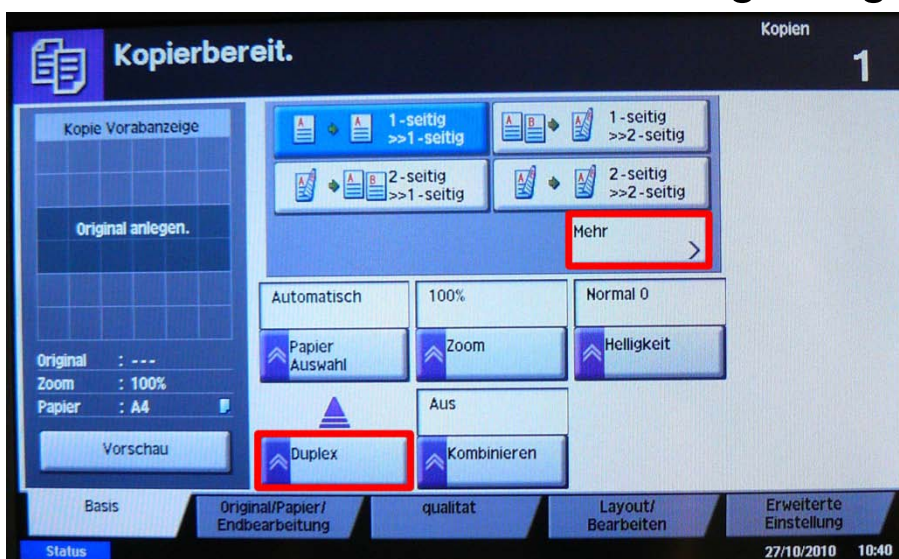 Kopierbereit.
Kopien
1
Kopie Vorabanzeige
Original anlegen.
Original : ---
Zoom : 100%
Papier : A4
Vorschau
1-seitig
>>1-seitig
1-seitig
>>2-seitig
2-seitig
>>1-seitig
2-seitig
>>2-seitig
Mehr
Automatisch
100%
Normal 0
Papier
Auswahl
Zoom
Helligkeit
Aus
Duplex
Kombinieren
Basis
Original/Papier/
Endbearbeitung
qualitat
Layout/
Bearbeiten
Erweiterte
Einstellung
Status
27/10/2010 10:40